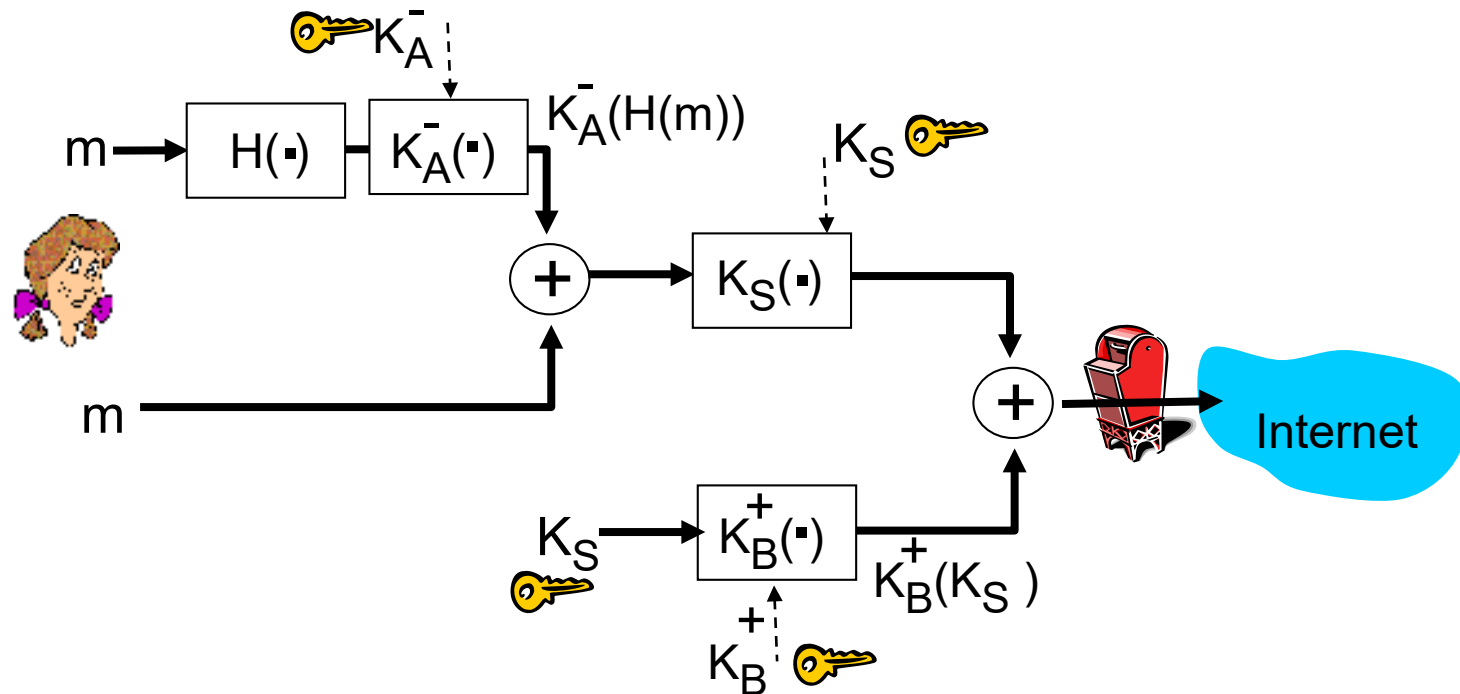 K_A^-
m
H(▪)
K_A^-(▪)
K_A^-(H(m))
K_S
+
K_S(▪)
m
+
Internet
K_S
K_B^+(▪)
K_B^+(K_S )
K_B^+